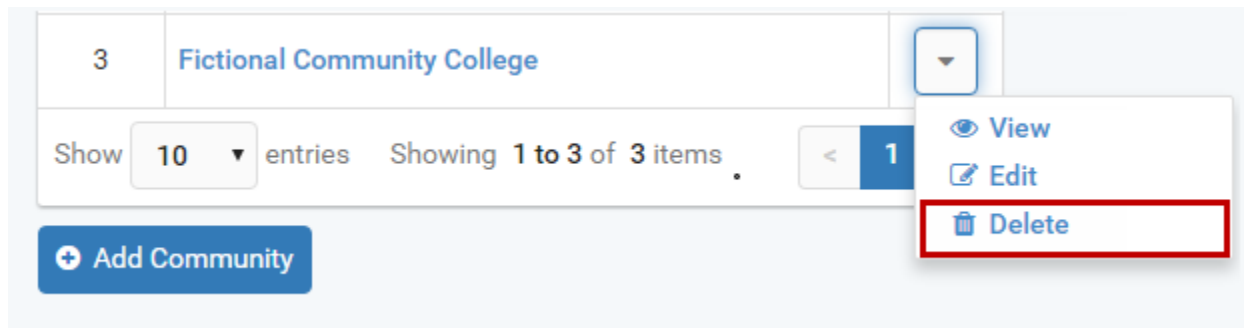 3 Fictional Community College
Show 10 entries Showing 1 to 3 of 3 items < 1
View
Edit
Delete
Add Community